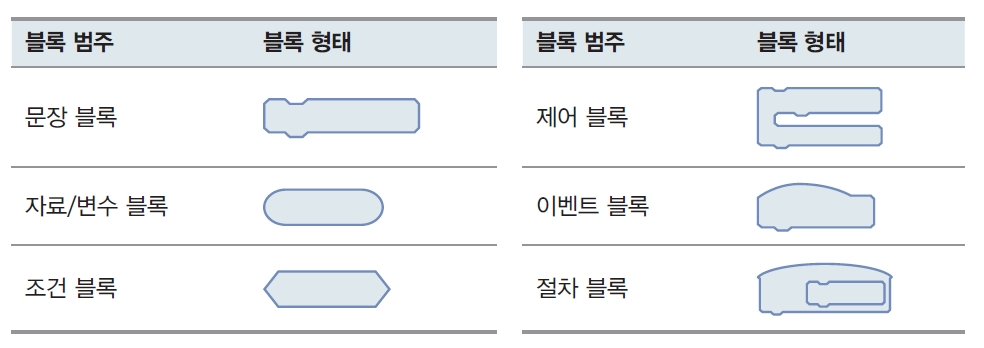 블록 범주 블록 형태
문장 블록
자료/변수 블록
조건 블록
블록 범주 블록 형태
제어 블록
이벤트 블록
절차 블록